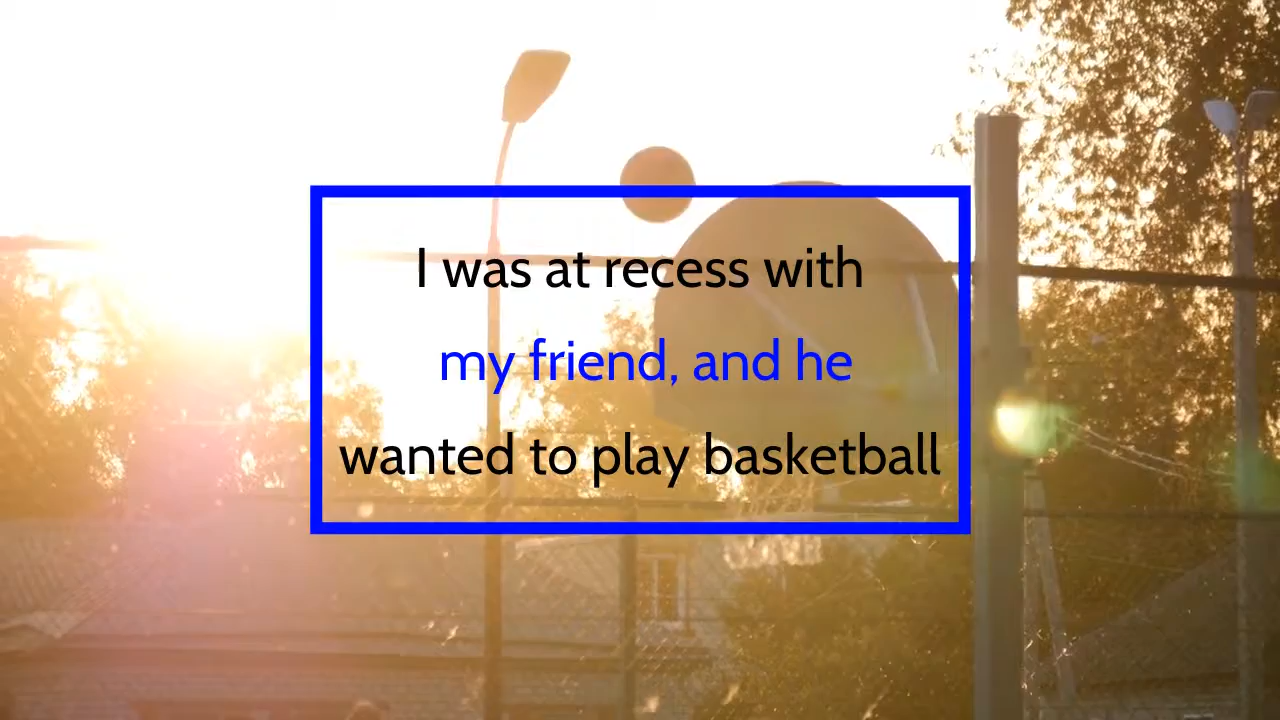 I was at recess with
my friend, and he
wanted to play basketball